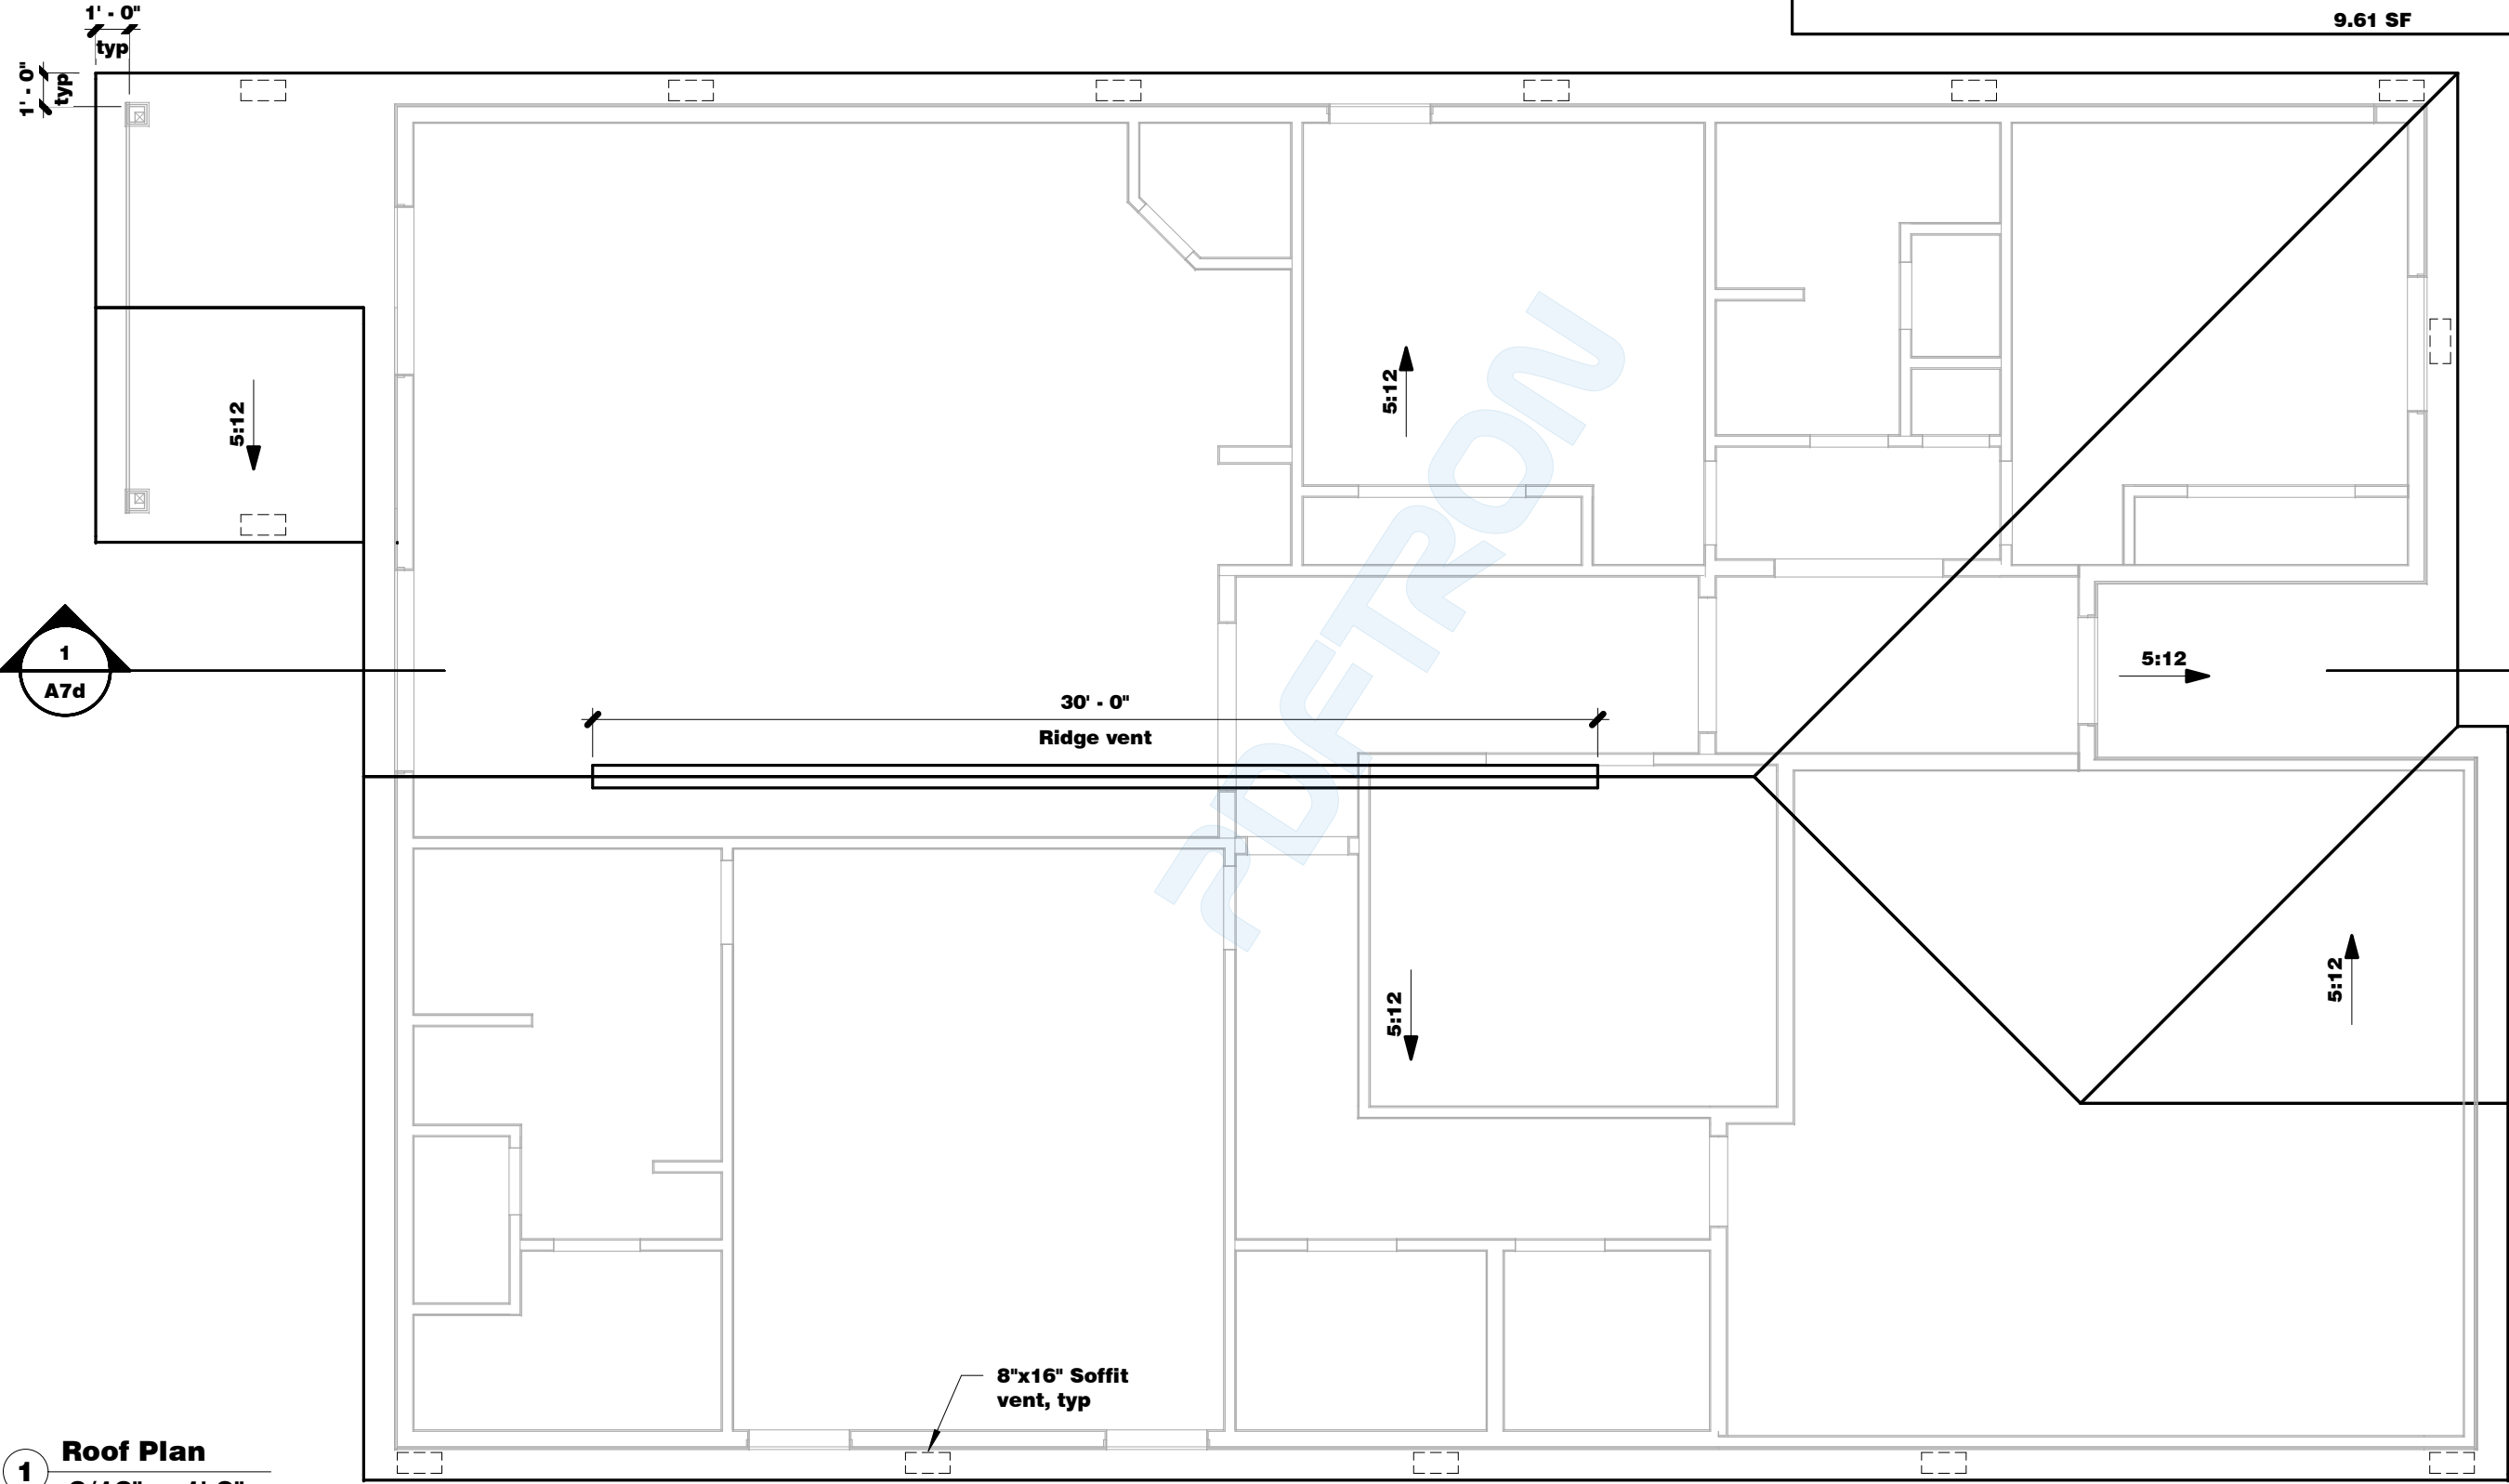 1' - 0"
typ
1' - 0"
typ
9.61 SF
5:12
5:12
1
A7d
5:12
30' - 0"
Ridge vent
PDFTRON
5:12
5:12
8"x16" Soffit
vent, typ
Roof Plan
1